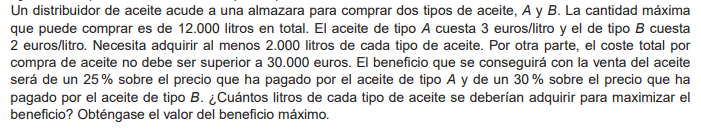 Un distribuidor de aceite acude a una almazara para comprar dos tipos de aceite, A y B. La cantidad máxima
que puede comprar es de 12.000 litros en total. El aceite de tipo A cuesta 3 euros/litro y el de tipo B cuesta
2 euros/litro. Necesita adquirir al menos 2.000 litros de cada tipo de aceite. Por otra parte, el coste total por
compra de aceite no debe ser superior a 30.000 euros. El beneficio que se conseguirá con la venta del aceite
será de un 25 % sobre el precio que ha pagado por el aceite de tipo A y de un 30 % sobre el precio que ha
pagado por el aceite de tipo B. ¿Cuántos litros de cada tipo de aceite se deberían adquirir para maximizar el
beneficio? Obténgase el valor del beneficio máximo.